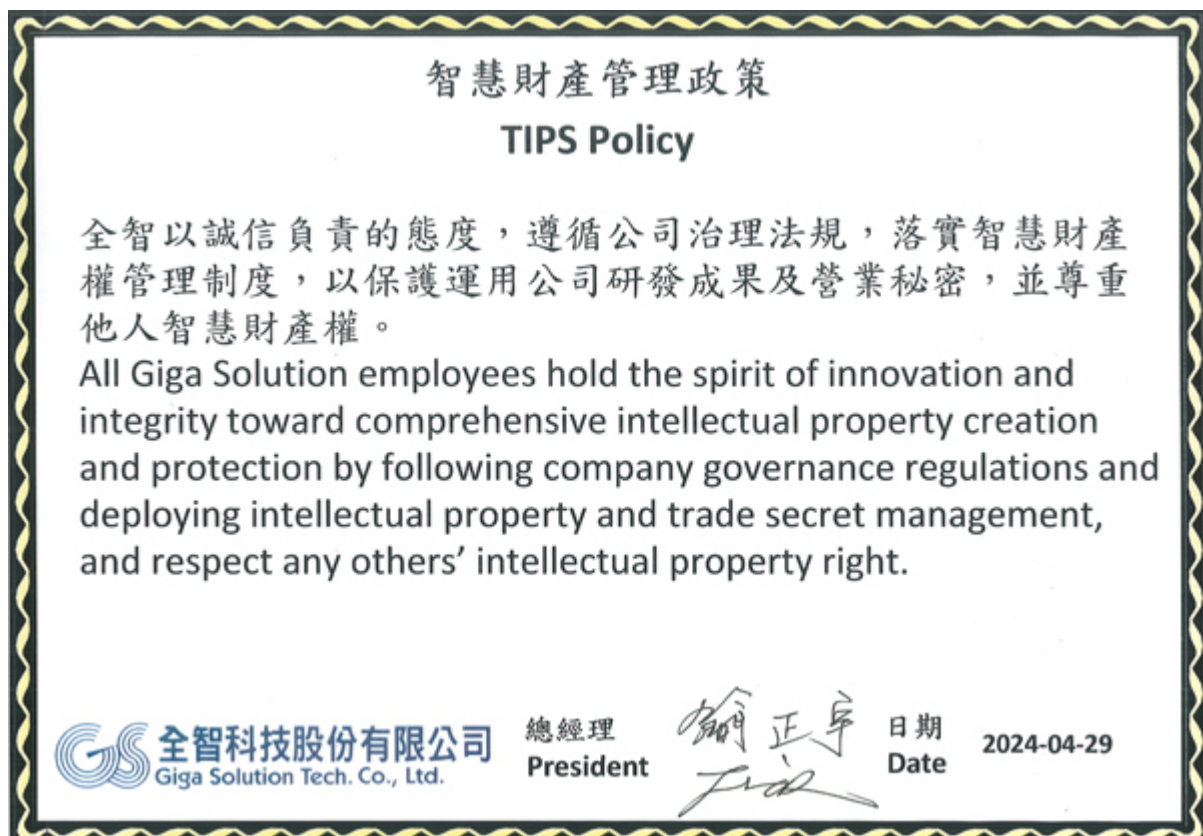 智慧財產管理政策
TIPS Policy
全智以誠信負責的態度，遵循公司治理法規，落實智慧財產
權管理制度，以保護運用公司研發成果及營業秘密，並尊重
他人智慧財產權。
All Giga Solution employees hold the spirit of innovation and
integrity toward comprehensive intellectual property creation
and protection by following company governance regulations and
deploying intellectual property and trade secret management,
and respect any others’ intellectual property right.
GS 全智科技股份有限公司
Giga Solution Tech. Co., Ltd.
總經理
President
正宇
日期
Date
2024-04-29